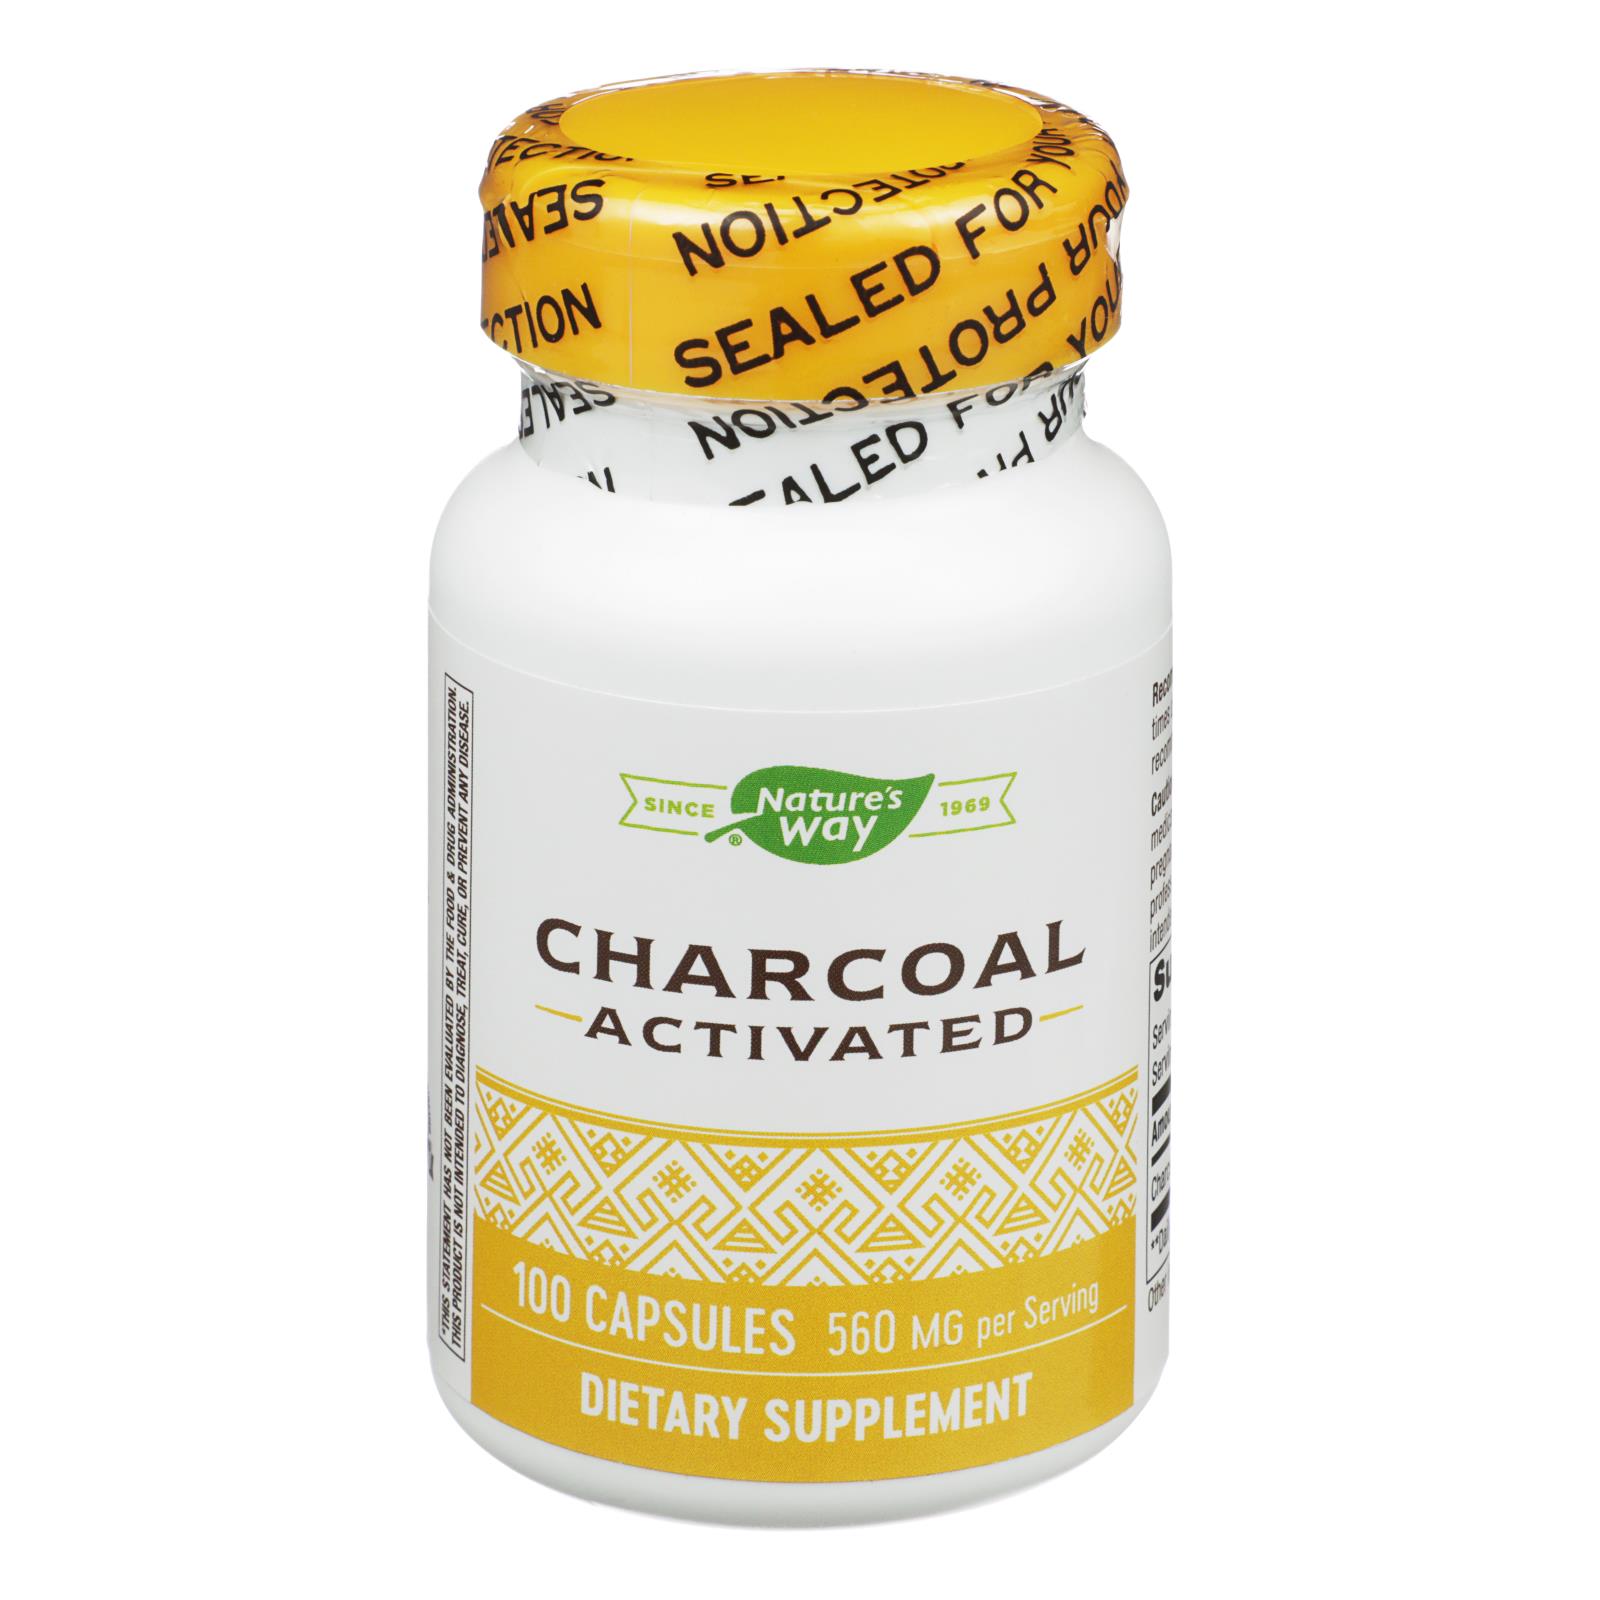 SEALED FOR YOUR
PROTECTION
SEALED
PROTECTION
SINCE
Nature's
Way
®
1969
CHARCOAL
ACTIVATED
100 CAPSULES 560 MG per Serving
DIETARY SUPPLEMENT
*THIS STATEMENT HAS NOT BEEN EVALUATED BY THE FOOD & DRUG ADMINISTRATION.
THIS PRODUCT IS NOT INTENDED TO DIAGNOSE, TREAT, CURE, OR PREVENT ANY DISEASE.